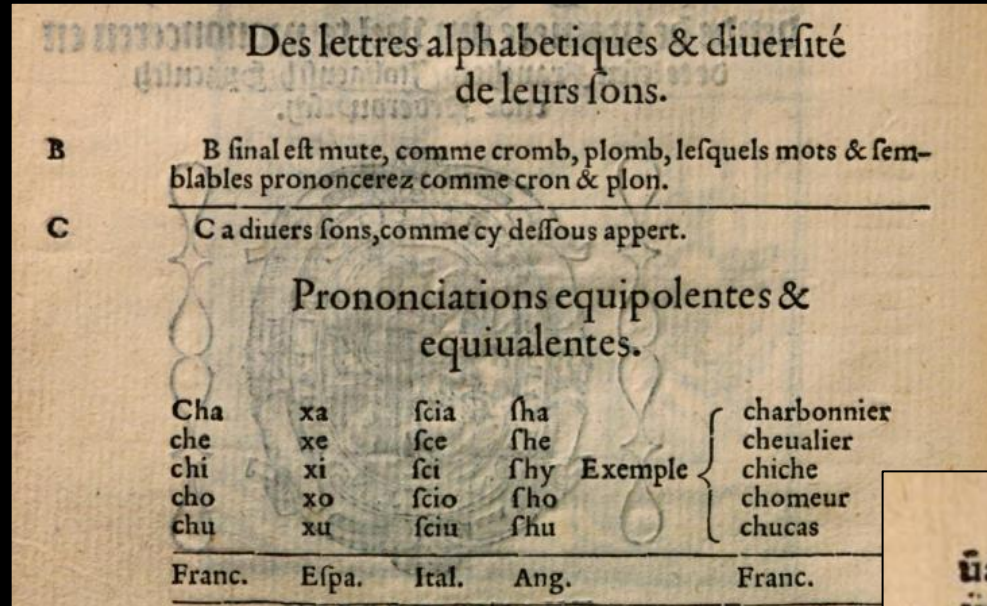 Des lettres alphabetiques & diuerſité
de leurs ſons.
B B final eſt mute, comme cromb, plomb, leſquels mots & ſem-
blables prononcerez comme cron & plon.
C C a diuers ſons, comme cy deſſous appert.
Prononciations equipolentes &
equiualentes.
Cha xa ſcia ſha charbonnier
che xe ſce ſhe cheualier
chi xi ſci ſhy Exemple chiche
cho xo ſcio ſho chomeur
chu xu ſciu ſhu chucas
Franc. Eſpa. Ital. Ang. Franc.